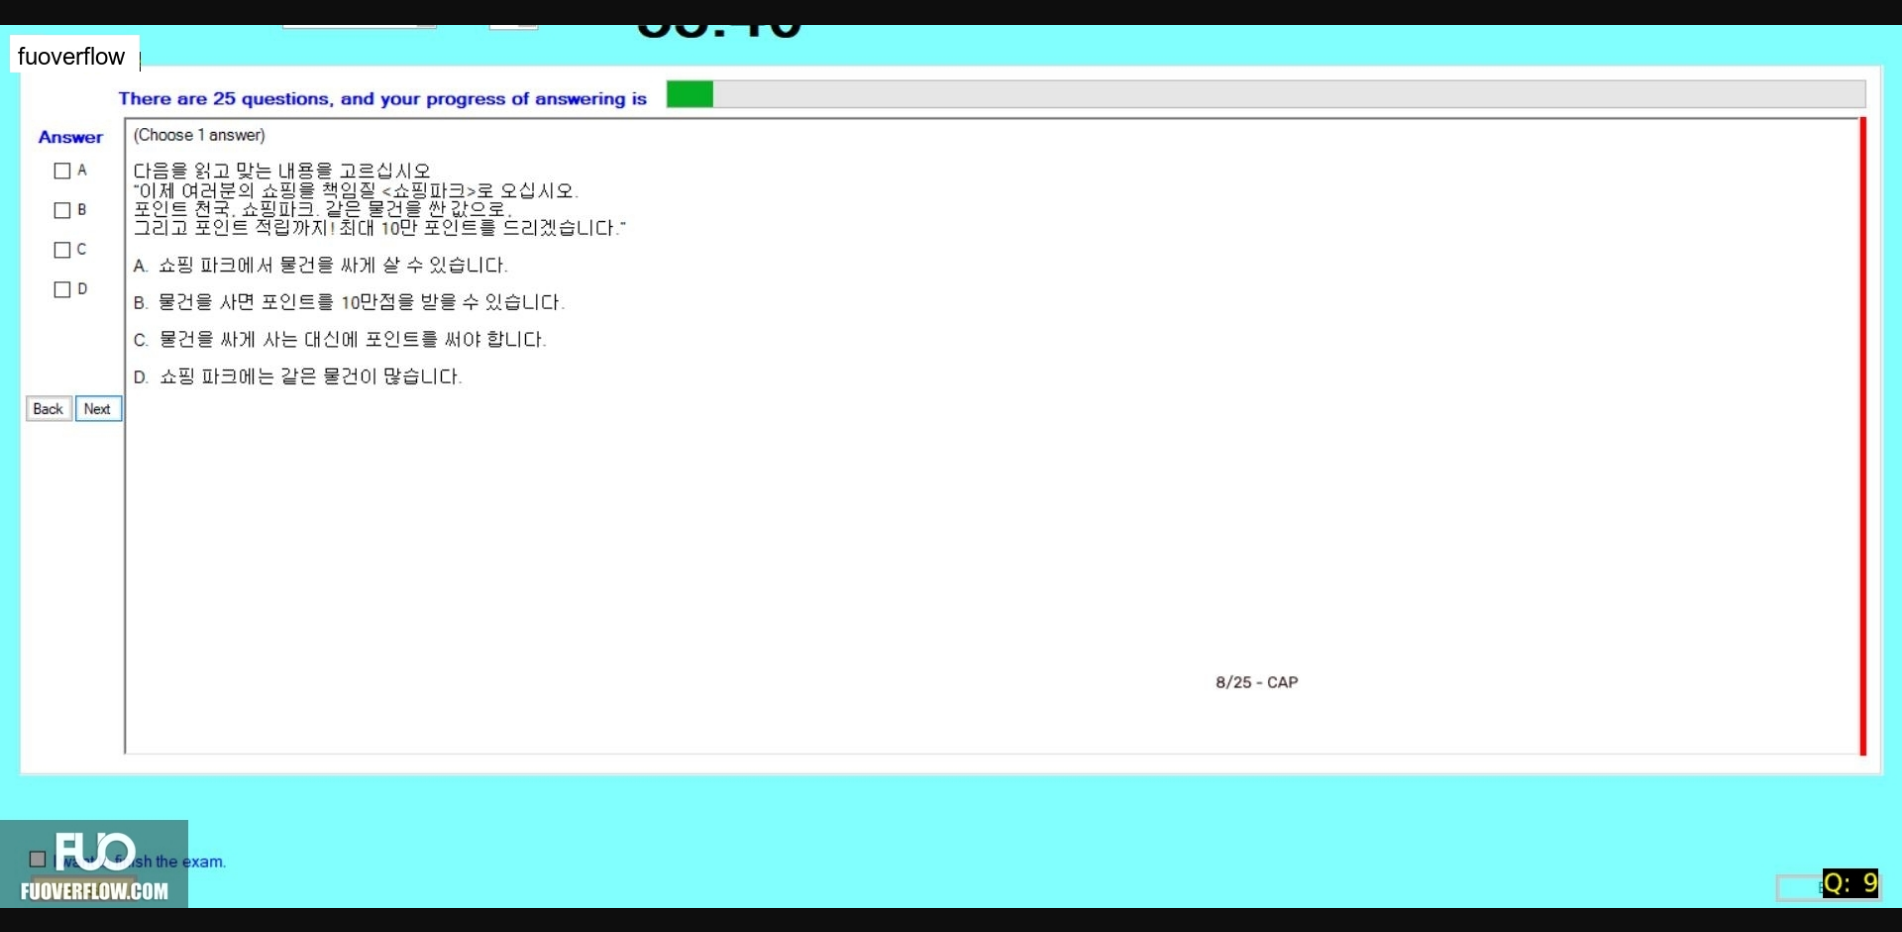 fuoverflow
There are 25 questions, and your progress of answering is
Answer
(Choose 1 answer)
A
B
C
D
다음을 읽고 맞는 내용을 고르십시오
"이제 여러분의 쇼핑을 책임질 <쇼핑파크>로 오십시오.
포인트 천국, 쇼핑파크. 같은 물건을 싼 값으로,
그리고 포인트 적립까지! 최대 10만 포인트를 드리겠습니다."
A. 쇼핑 파크에서 물건을 싸게 살 수 있습니다.
B. 물건을 사면 포인트를 10만점을 받을 수 있습니다.
C. 물건을 싸게 사는 대신에 포인트를 써야 합니다.
D. 쇼핑 파크에는 같은 물건이 많습니다.
Back Next
8/25 - CAP
FUO
the exam.
FUOVERFLOW.COM
Q: 9